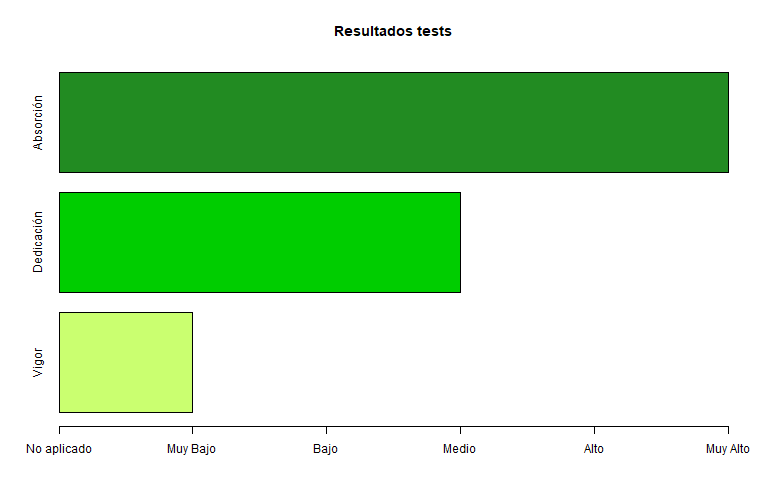 Resultados tests
Absorción
Dedicación
Vigor
No aplicado
Muy Bajo
Bajo
Medio
Alto
Muy Alto